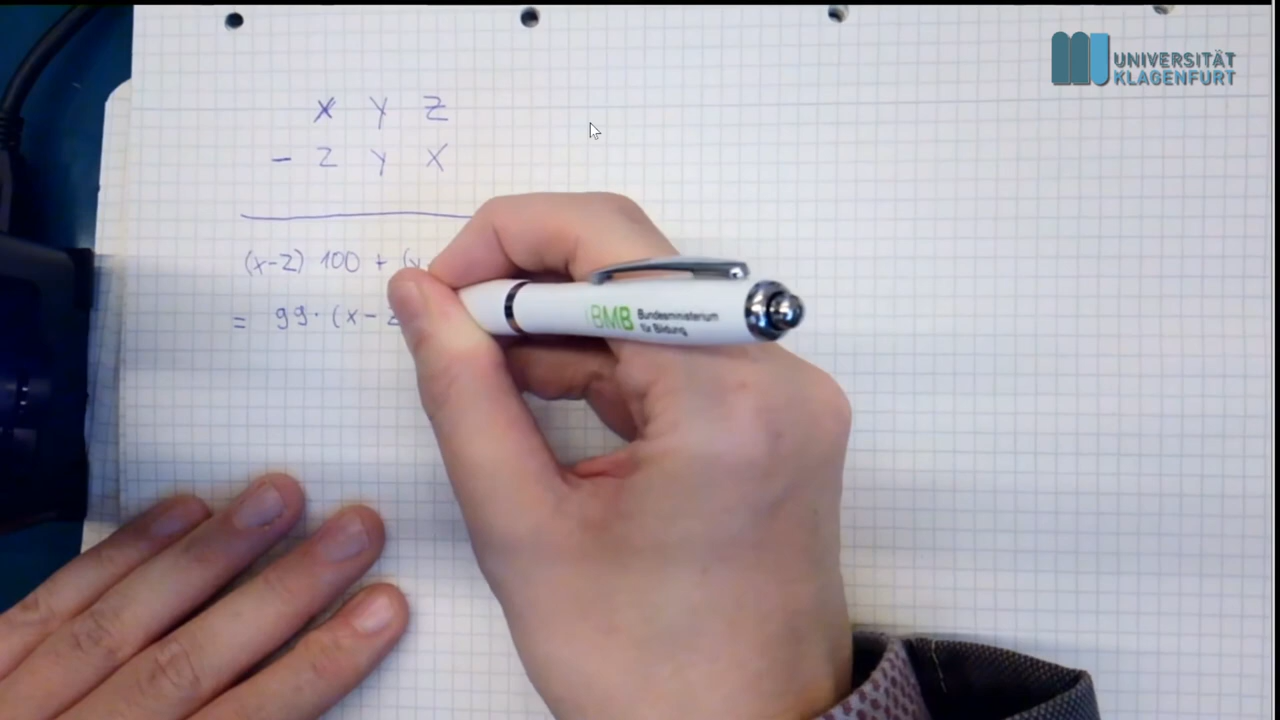 UNIVERSITÄT
KLAGENFURT
x y z
- z y x
(x-z) 100 + (y
= 99· (x - z
BMB Bundesministerium
für Bildung